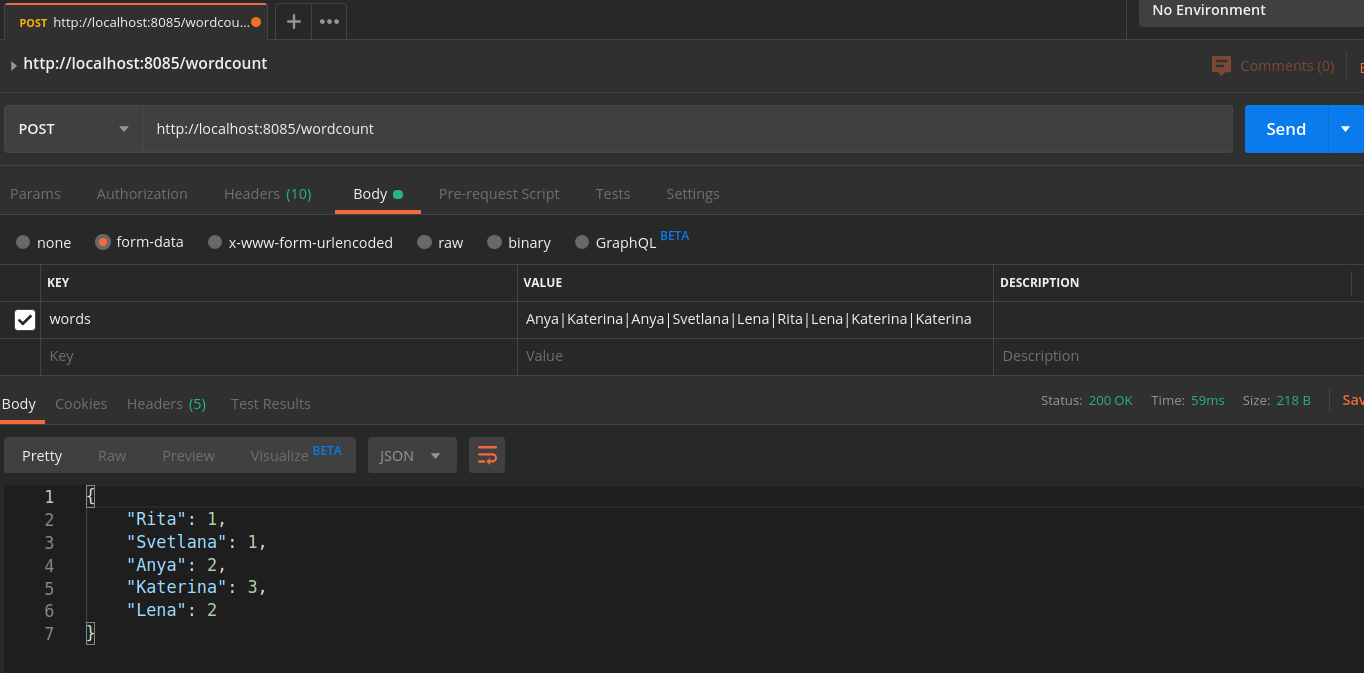 POST http://localhost:8085/wordcou... + ••• No Environment
http://localhost:8085/wordcount Comments (0)
POST http://localhost:8085/wordcount Send
Params Authorization Headers (10) Body Pre-request Script Tests Settings
none form-data x-www-form-urlencoded raw binary GraphQL BETA
KEY VALUE DESCRIPTION
words Anya|Katerina|Anya|Svetlana|Lena|Rita|Lena|Katerina|Katerina
Key Value Description
Body Cookies Headers (5) Test Results Status: 200 OK Time: 59ms Size: 218 B Sav
Pretty Raw Preview Visualize BETA JSON
1 {
2 "Rita": 1,
3 "Svetlana": 1,
4 "Anya": 2,
5 "Katerina": 3,
6 "Lena": 2
7 }